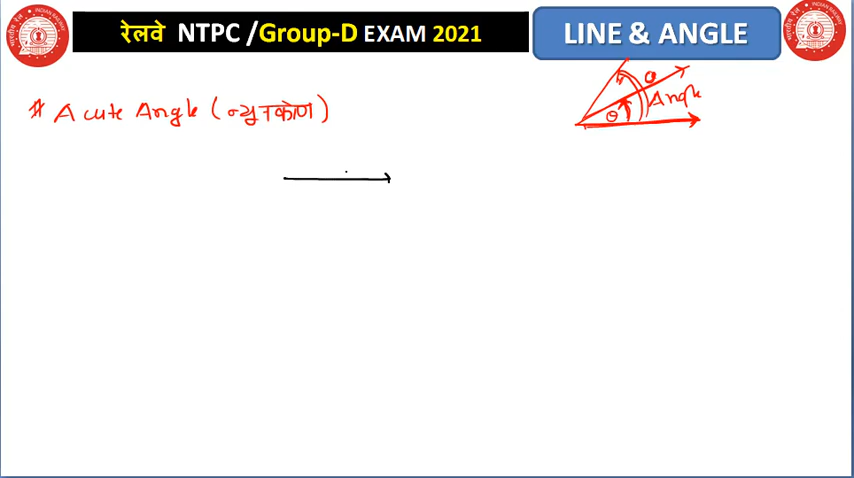 रेलवे NTPC / Group-D EXAM 2021
LINE & ANGLE
# Acute Angle (न्युनकोण)
θ
Angle
θ